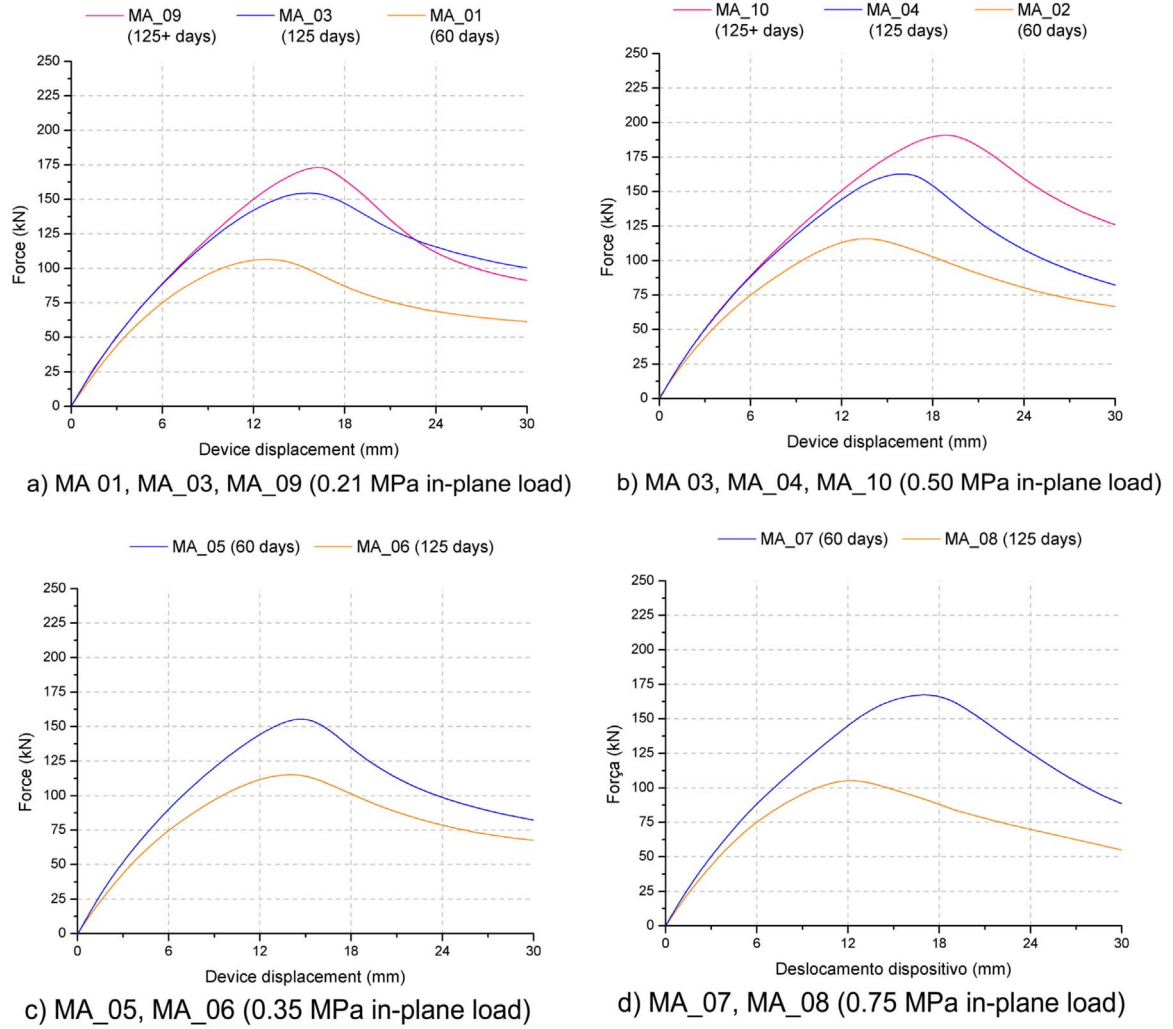 MA_09 MA_03 MA_01
(125+ days) (125 days) (60 days)
250
225
200
175
150
125
100
75
50
25
0
Force (kN)
0 6 12 18 24 30
Device displacement (mm)
a) MA 01, MA_03, MA_09 (0.21 MPa in-plane load)
MA_10 MA_04 MA_02
(125+ days) (125 days) (60 days)
250
225
200
175
150
125
100
75
50
25
0
Force (kN)
0 6 12 18 24 30
Device displacement (mm)
b) MA 03, MA_04, MA_10 (0.50 MPa in-plane load)
MA_05 (60 days) MA_06 (125 days)
250
225
200
175
150
125
100
75
50
25
0
Force (kN)
0 6 12 18 24 30
Device displacement (mm)
c) MA_05, MA_06 (0.35 MPa in-plane load)
MA_07 (60 days) MA_08 (125 days)
250
225
200
175
150
125
100
75
50
25
0
Força (kN)
0 6 12 18 24 30
Deslocamento dispositivo (mm)
d) MA_07, MA_08 (0.75 MPa in-plane load)